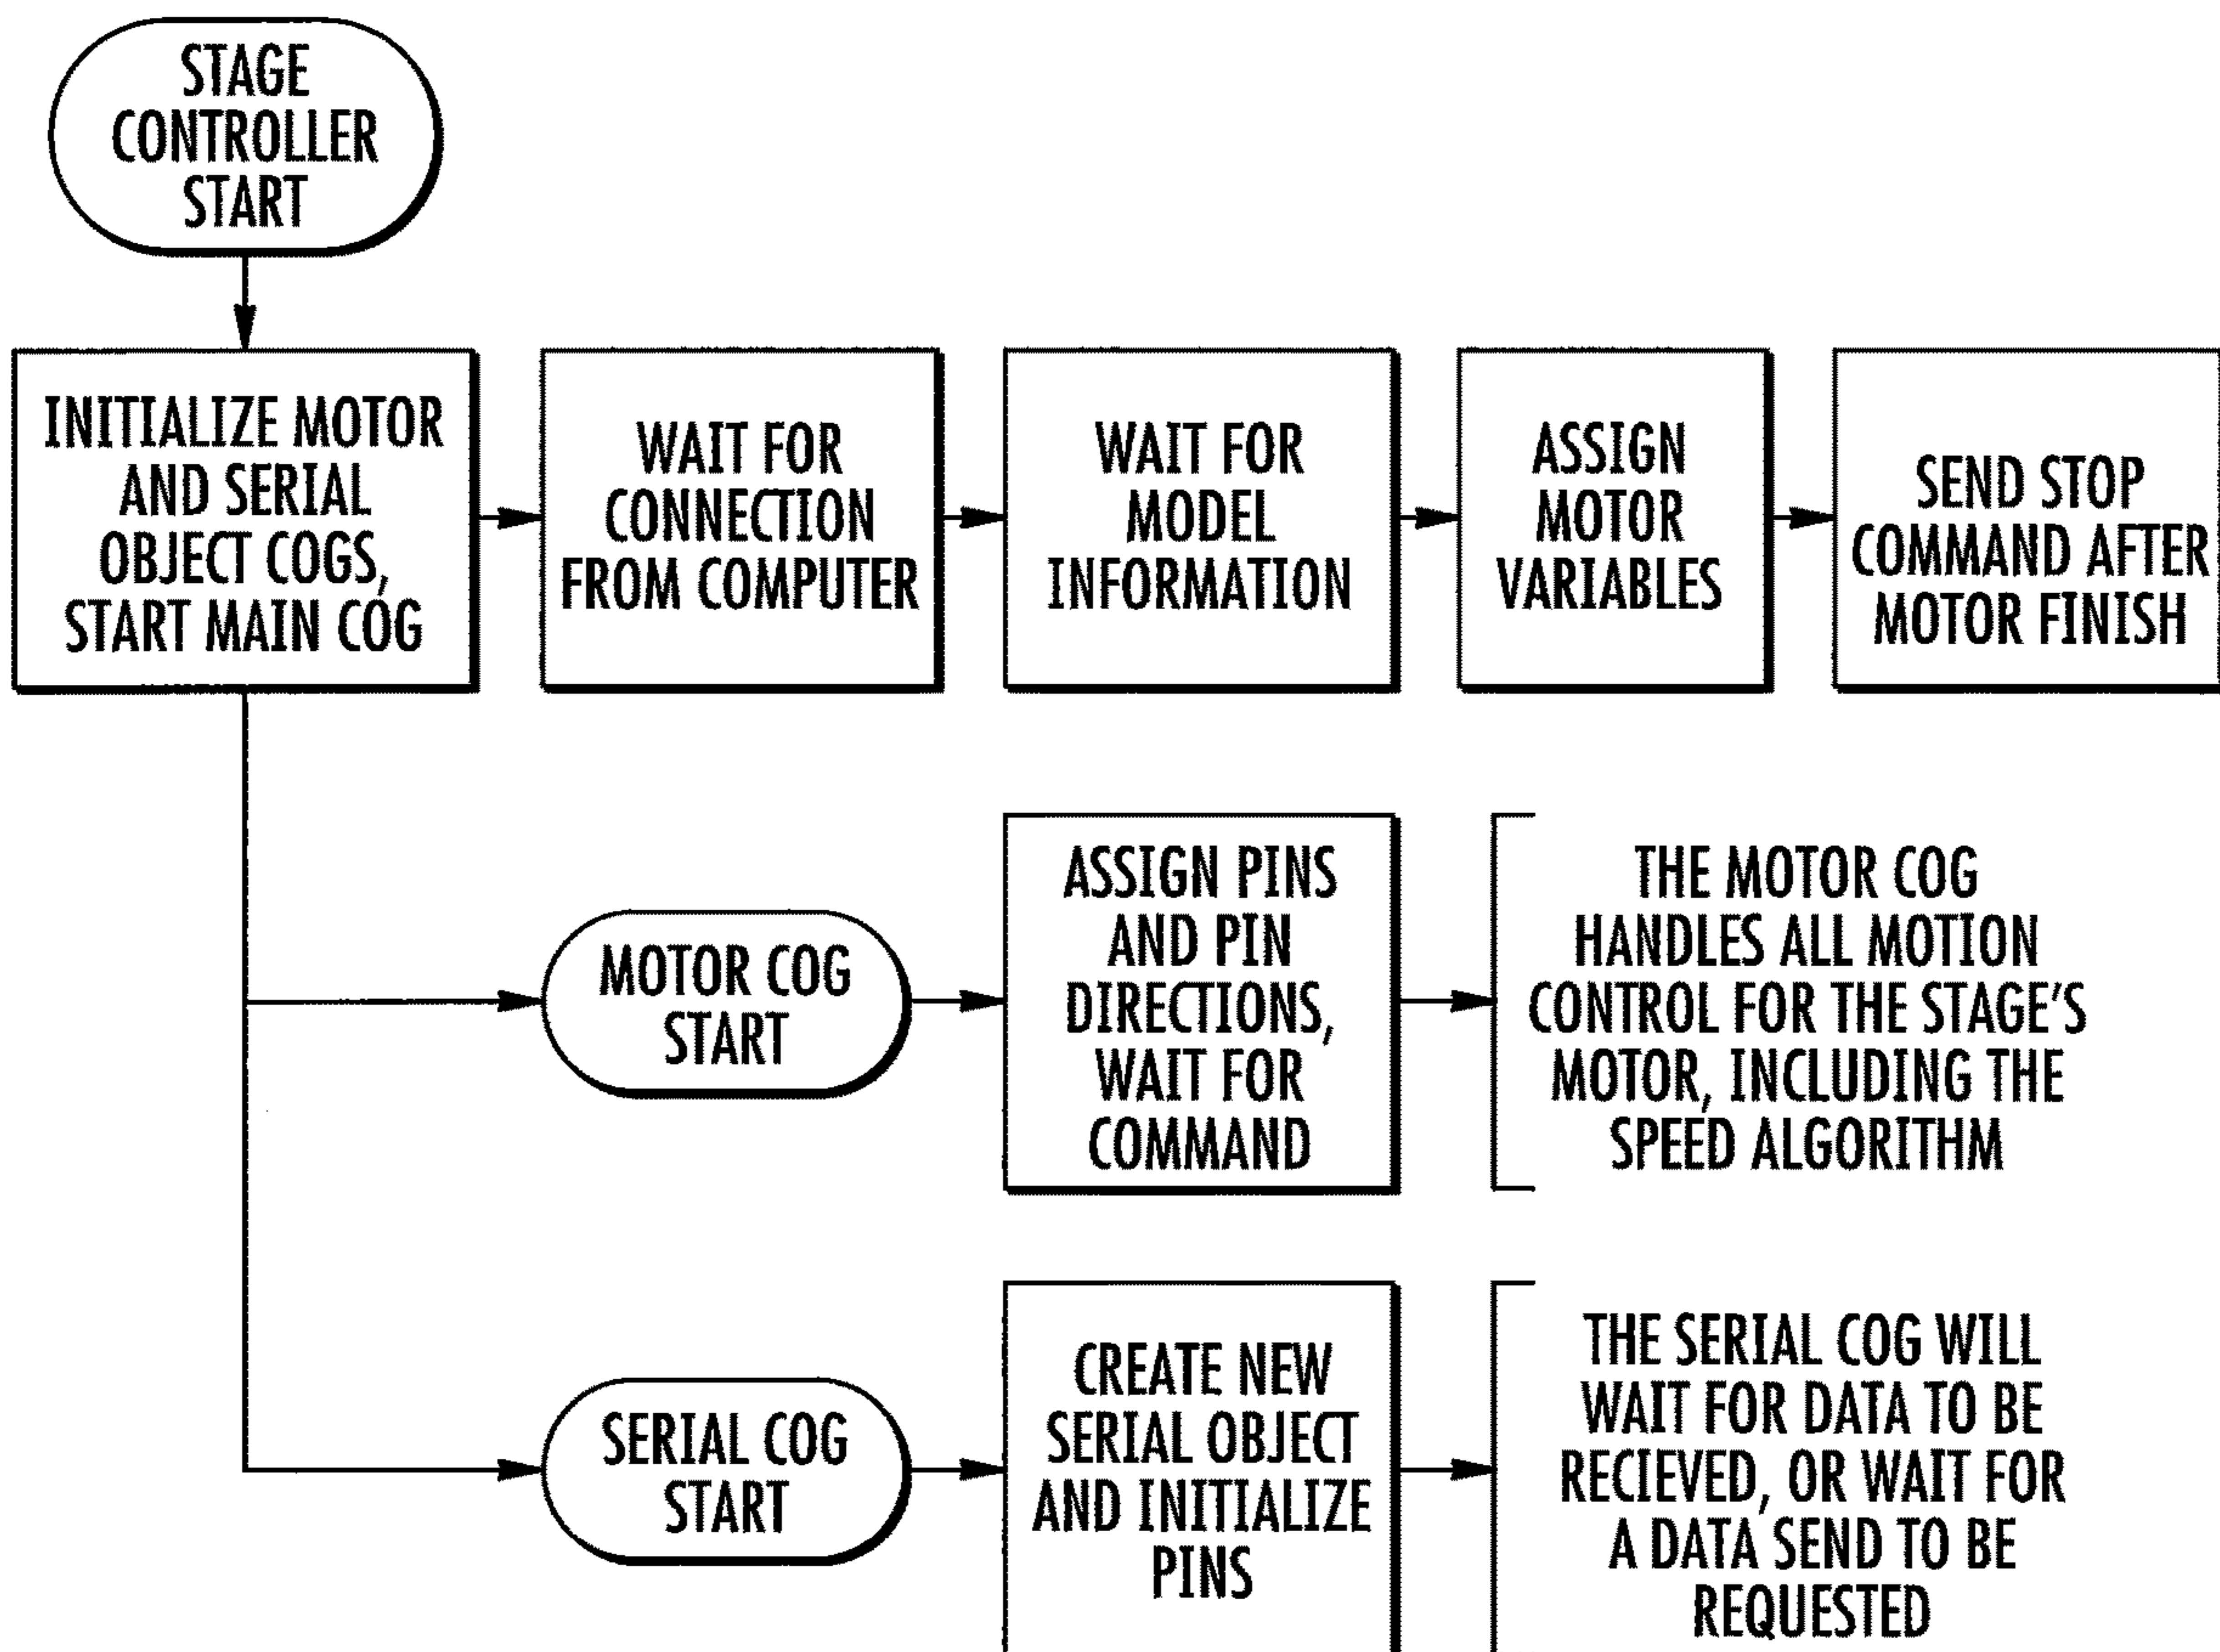 STAGE
CONTROLLER
START
INITIALIZE MOTOR
AND SERIAL
OBJECT COGS,
START MAIN COG
WAIT FOR
CONNECTION
FROM COMPUTER
WAIT FOR
MODEL
INFORMATION
ASSIGN
MOTOR
VARIABLES
SEND STOP
COMMAND AFTER
MOTOR FINISH
MOTOR COG
START
ASSIGN PINS
AND PIN
DIRECTIONS,
WAIT FOR
COMMAND
THE MOTOR COG
HANDLES ALL MOTION
CONTROL FOR THE STAGE'S
MOTOR, INCLUDING THE
SPEED ALGORITHM
SERIAL COG
START
CREATE NEW
SERIAL OBJECT
AND INITIALIZE
PINS
THE SERIAL COG WILL
WAIT FOR DATA TO BE
RECIEVED, OR WAIT FOR
A DATA SEND TO BE
REQUESTED